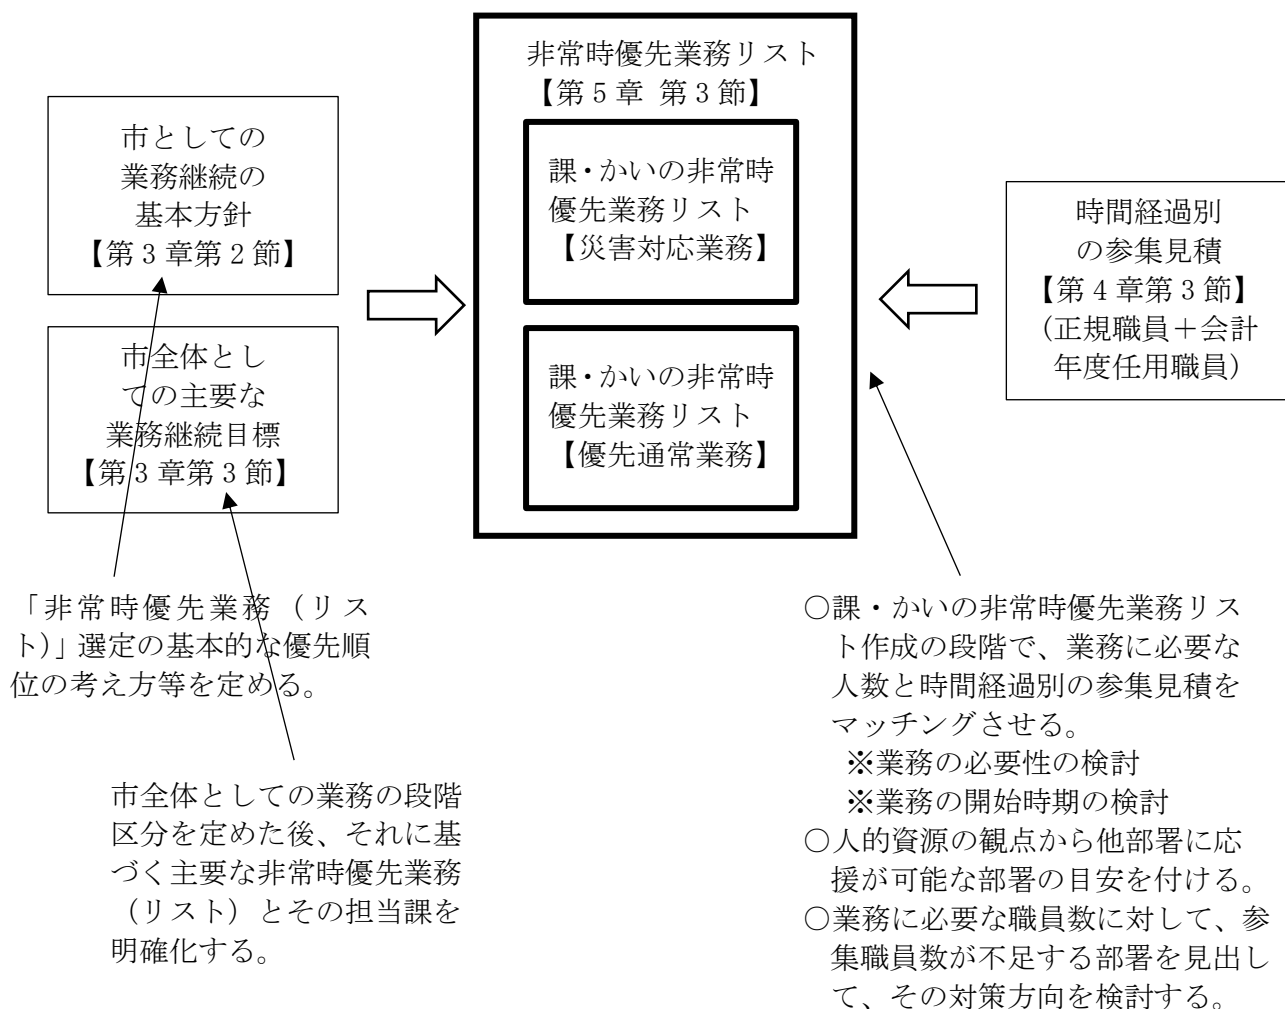 市としての
業務継続の
基本方針
【第３章第２節】
市全体とし
ての主要な
業務継続目標
【第３章第３節】
非常時優先業務リスト
【第５章 第３節】
課・かいの非常時
優先業務リスト
【災害対応業務】
課・かいの非常時
優先業務リスト
【優先通常業務】
時間経過別
の参集見積
【第４章第３節】
（正規職員＋会計
年度任用職員）
「非常時優先業務（リス
ト）」選定の基本的な優先順
位の考え方等を定める。
市全体としての業務の段階
区分を定めた後、それに基
づく主要な非常時優先業務
（リスト）とその担当課を
明確化する。
○課・かいの非常時優先業務リス
ト作成の段階で、業務に必要な
人数と時間経過別の参集見積を
マッチングさせる。
※業務の必要性の検討
※業務の開始時期の検討
○人的資源の観点から他部署に応
援が可能な部署の目安を付ける。
○業務に必要な職員数に対して、参
集職員数が不足する部署を見出し
て、その対策方向を検討する。